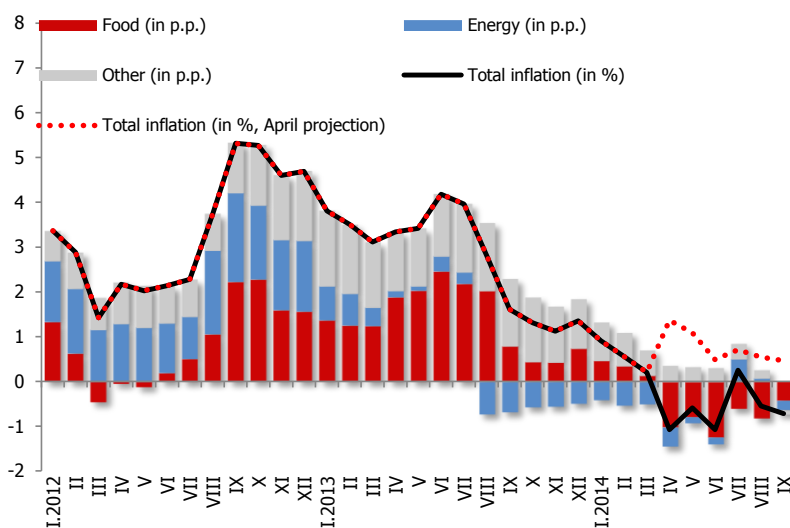 8
Food (in p.p.) Energy (in p.p.)
7
Other (in p.p.) Total inflation (in %)
6
Total inflation (in %, April projection)
5
4
3
2
1
0
-1
-2
I.2012 II III IV V VI VII VIII IX X XI XII I.2013 II III IV V VI VII VIII IX X XI XII I.2014 II III IV V VI VII VIII IX